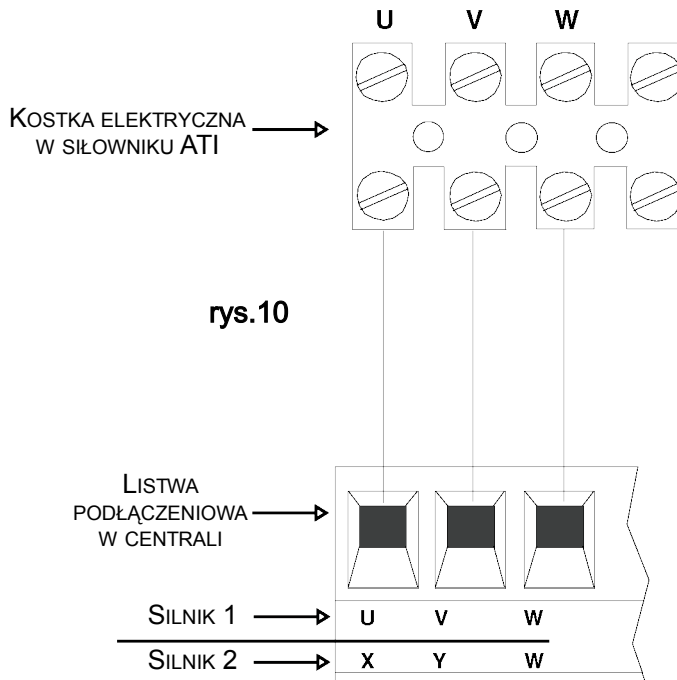 U V W
KOSTKA ELEKTRYCZNA
W SIŁOWNIKU ATI
rys.10
LISTWA
PODŁĄCZENIOWA
W CENTRALI
SILNIK 1 U V W
SILNIK 2 X Y W